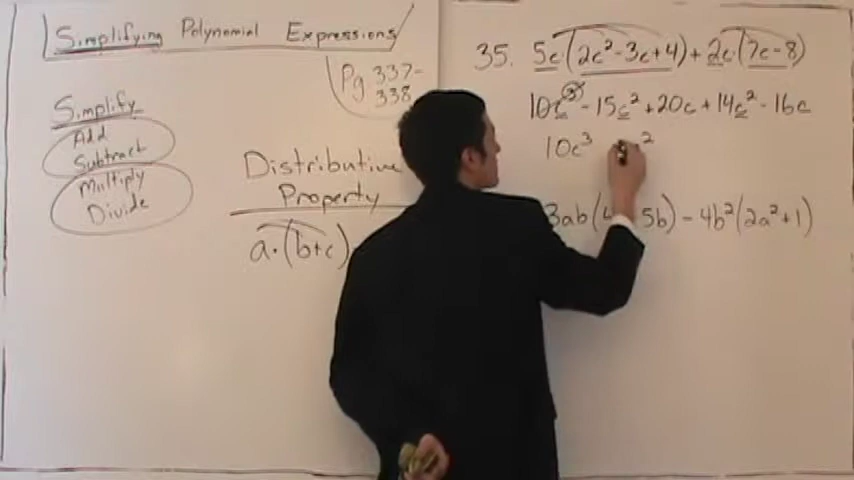 Simplifying Polynomial Expressions
Pg 337-
338
Simplify
Add
Subtract
Multiply
Divide
Distributive
Property
a·(b+c)
35. 5c(2c²-3c+4)+2c·(7c-8)
10c³-15c²+20c+14c²-16c
10c³ ²
3ab( 5b)-4b²(2a²+1)